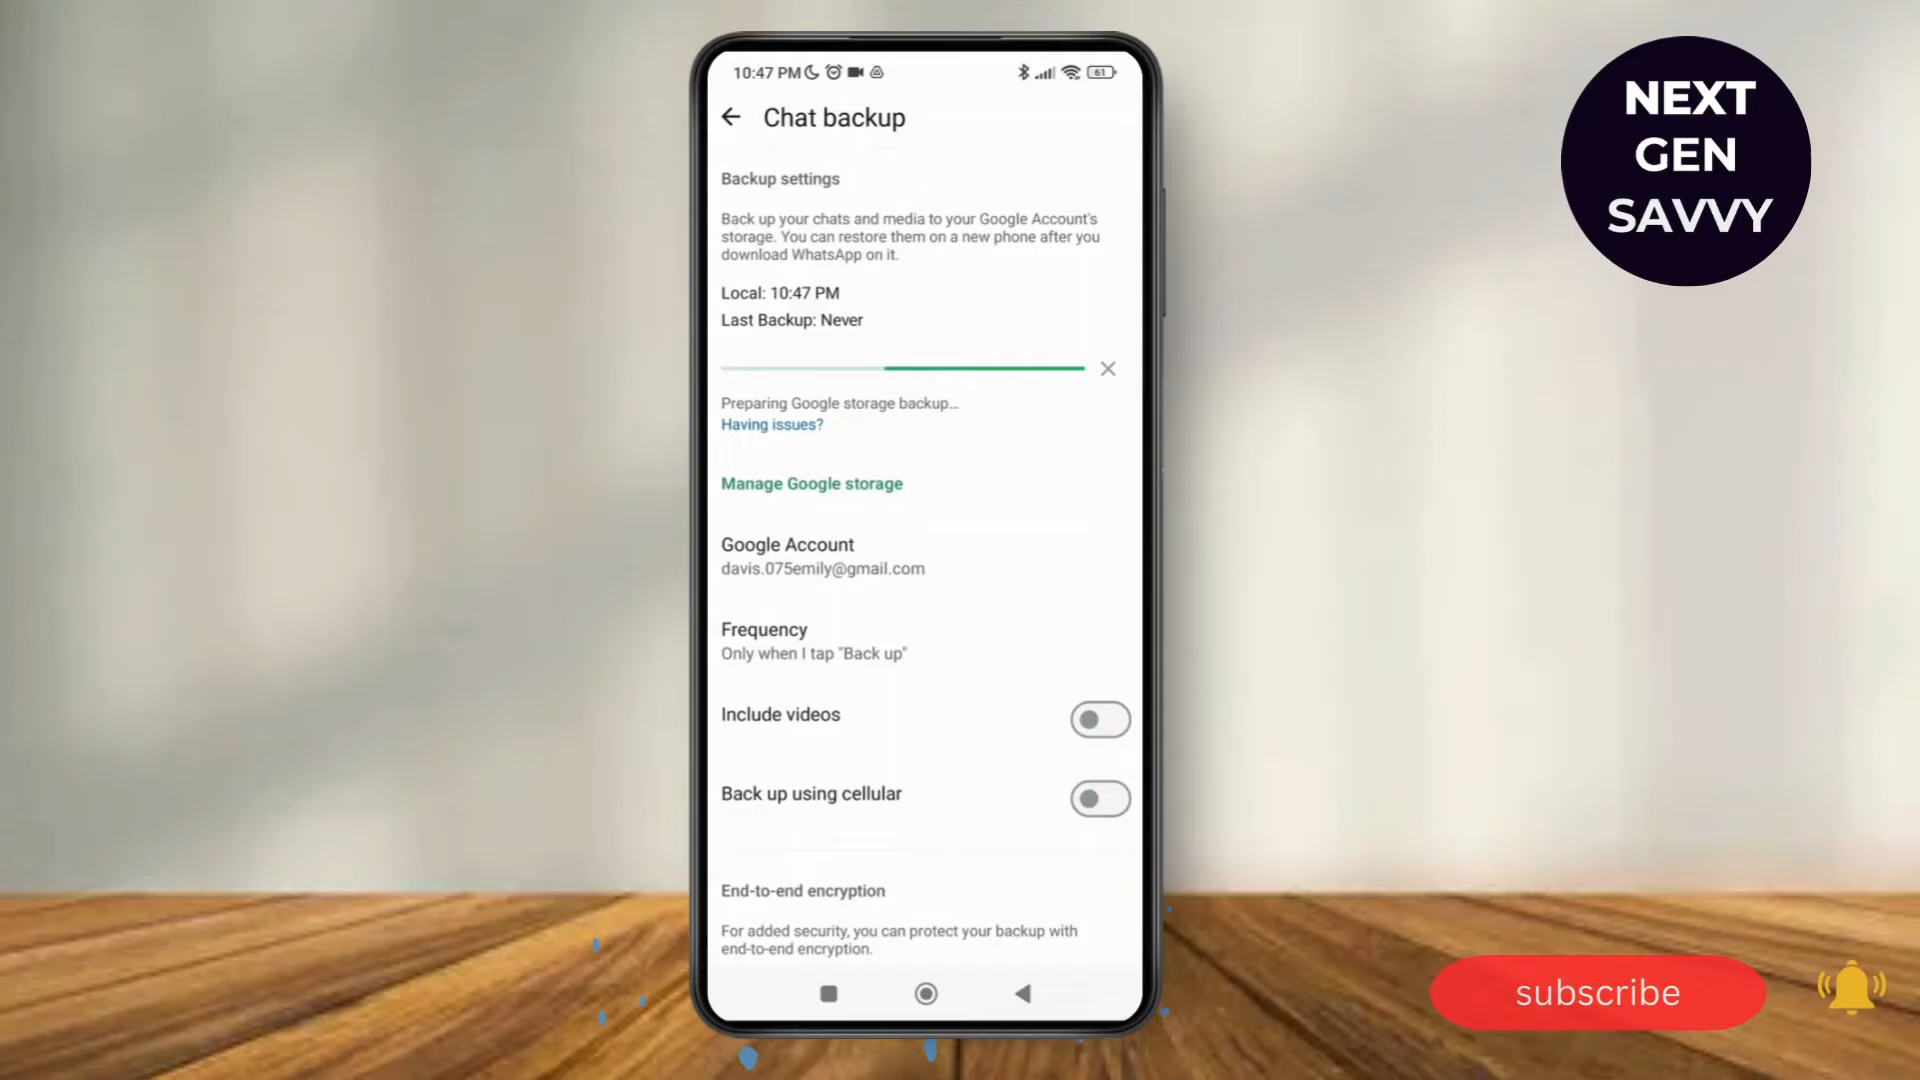 10:47 PM
61
Chat backup
Backup settings
Back up your chats and media to your Google Account's
storage. You can restore them on a new phone after you
download WhatsApp on it.
Local: 10:47 PM
Last Backup: Never
Preparing Google storage backup...
Having issues?
Manage Google storage
Google Account
davis.075emily@gmail.com
Frequency
Only when I tap "Back up"
Include videos
Back up using cellular
End-to-end encryption
For added security, you can protect your backup with
end-to-end encryption.
NEXT
GEN
SAVVY
subscribe